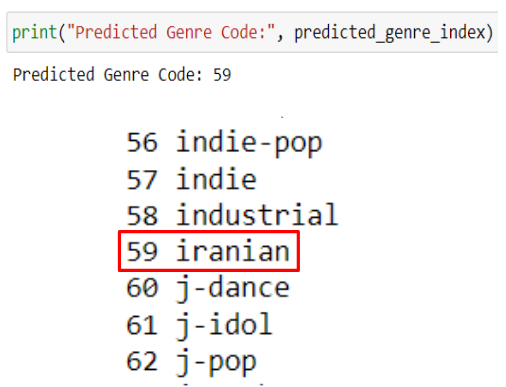 print("Predicted Genre Code:", predicted_genre_index)
Predicted Genre Code: 59
56 indie-pop
57 indie
58 industrial
59 iranian
60 j-dance
61 j-idol
62 j-pop